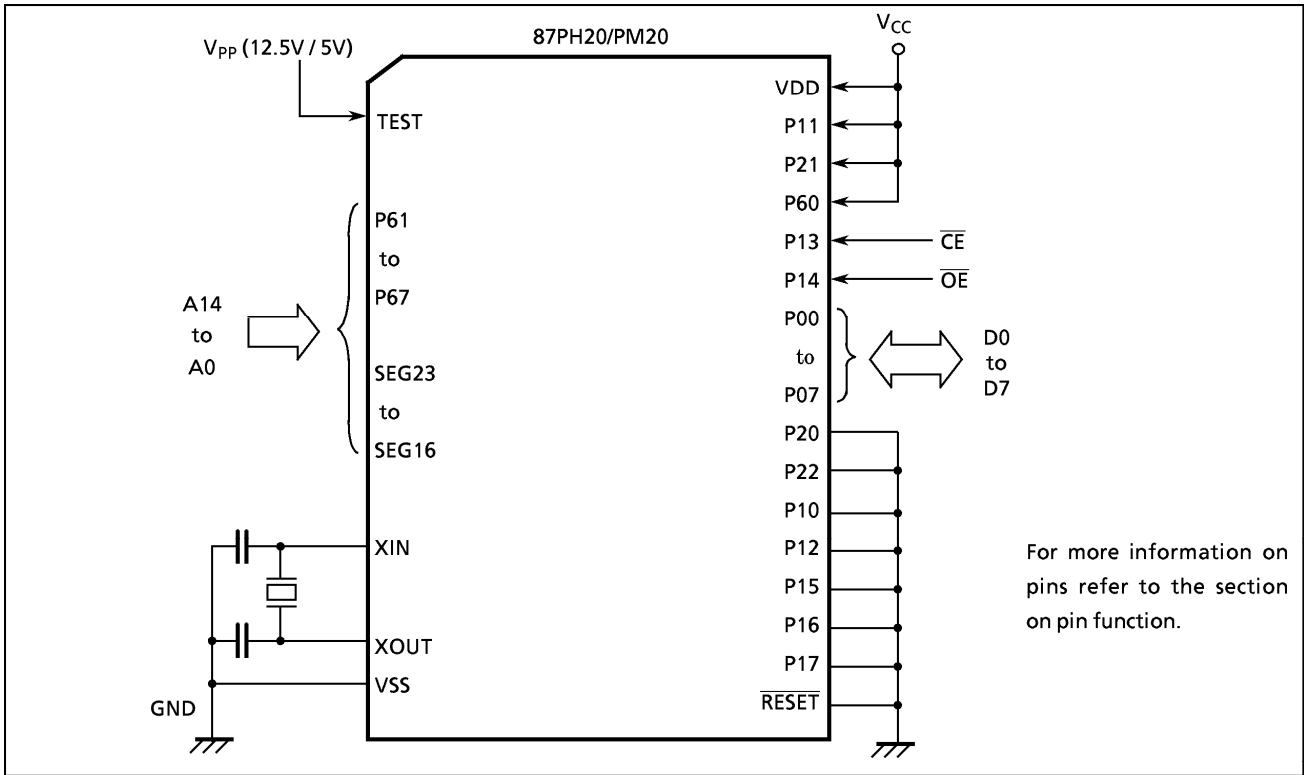 87PH20/PM20
VPP (12.5V / 5V)
TEST
P61
to
P67
SEG23
to
SEG16
A14
to
A0
XIN
XOUT
VSS
GND
VCC
VDD
P11
P21
P60
P13
CE
P14
OE
P00
to
P07
D0
to
D7
P20
P22
P10
P12
P15
P16
P17
RESET
For more information on
pins refer to the section
on pin function.